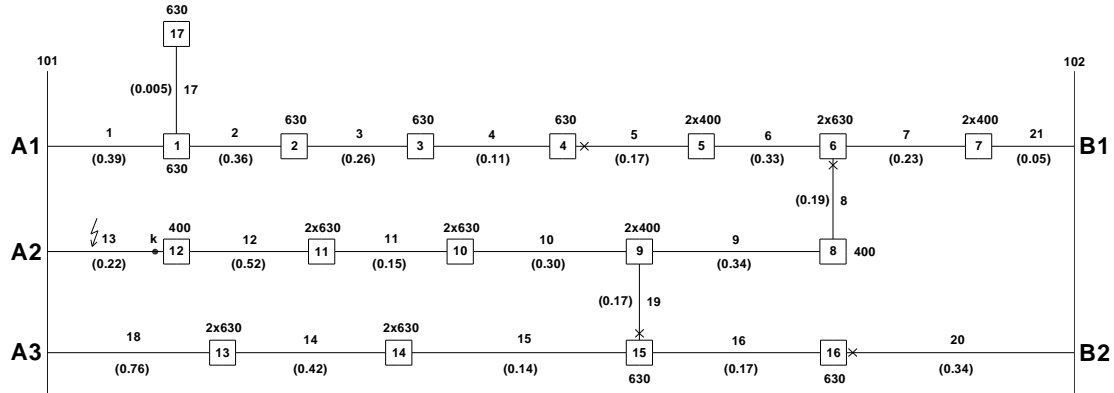 630
17
101
102
(0.005) 17
630 630 630 2x400 2x630 2x400
A1 1 1 2 2 3 3 4 4 5 5 6 6 7 7 21 B1
(0.39) (0.36) (0.26) (0.11) (0.17) (0.33) (0.23) (0.05)
630
(0.19) 8
400 2x630 2x630 2x400
A2 13 k 12 12 11 11 10 10 9 9 8 400
(0.22) (0.52) (0.15) (0.30) (0.34)
(0.17) 19
2x630 2x630
A3 18 13 14 14 15 15 16 16 20 B2
(0.76) (0.42) (0.14) (0.17) (0.34)
630 630